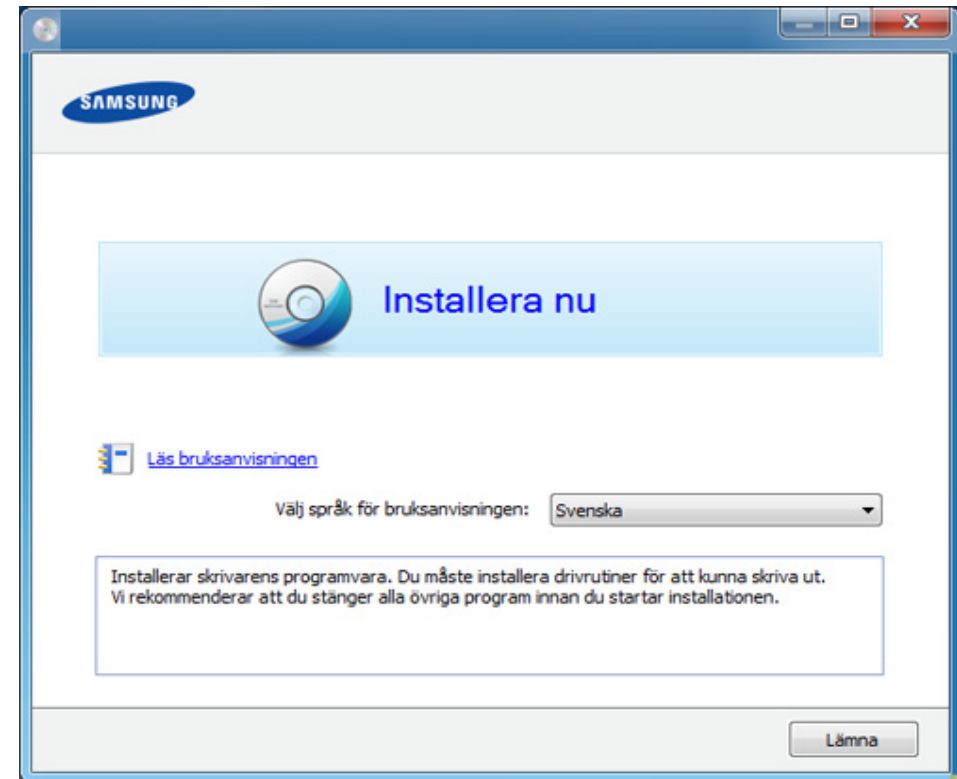 SAMSUNG
Installera nu
Läs bruksanvisningen
Välj språk för bruksanvisningen:
Svenska
Installerar skrivarens programvara. Du måste installera drivrutiner för att kunna skriva ut.
Vi rekommenderar att du stänger alla övriga program innan du startar installationen.
Lämna